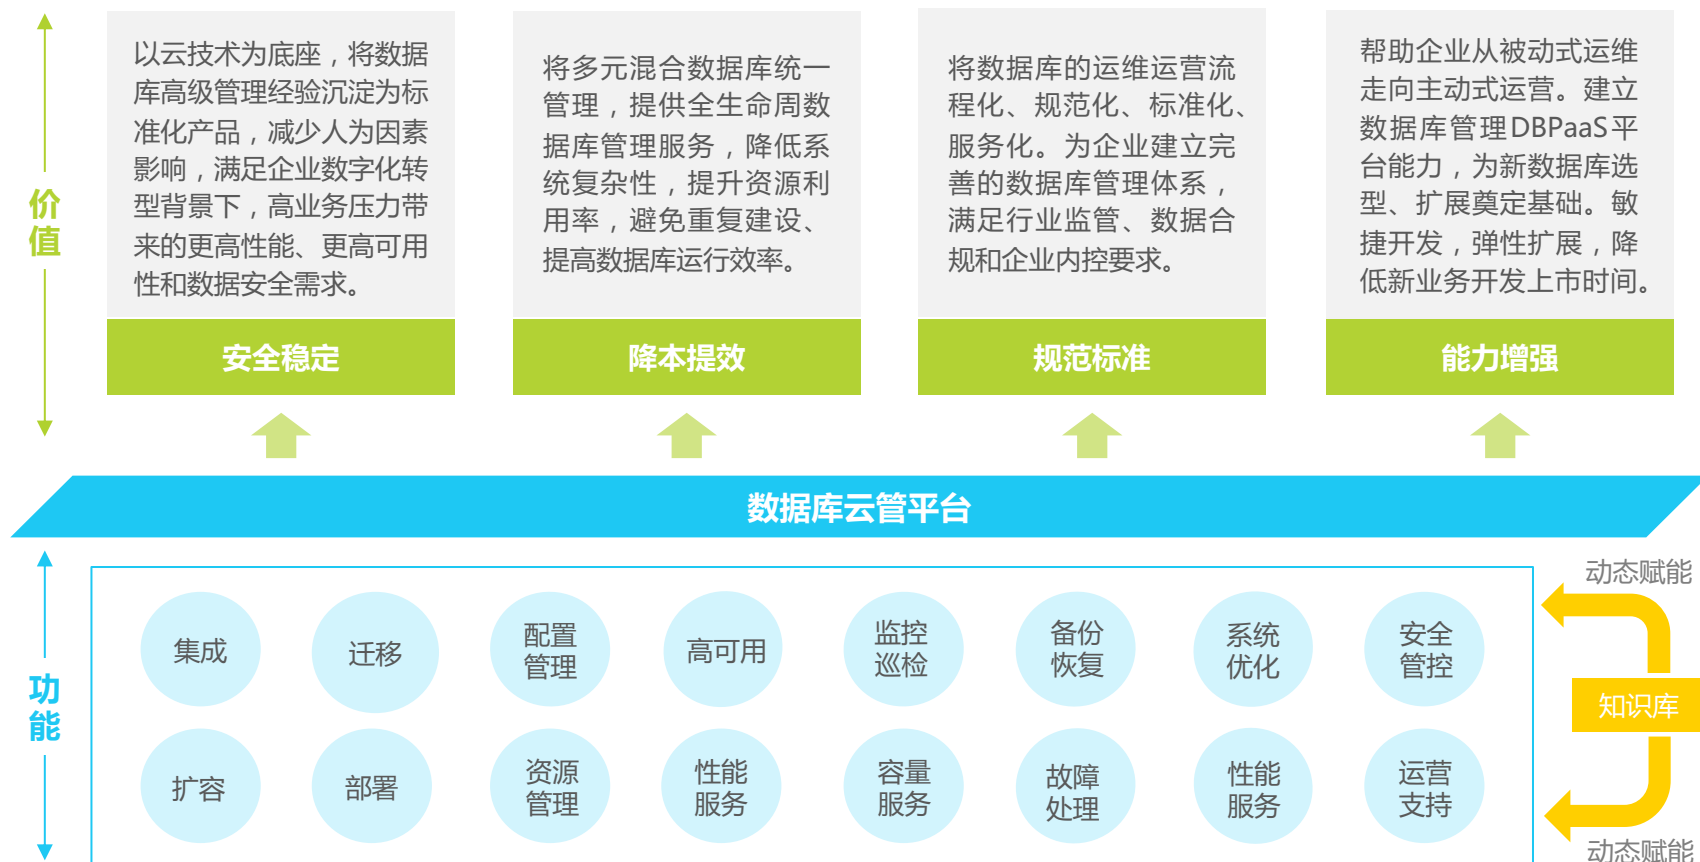 价
值
以云技术为底座，将数据
库高级管理经验沉淀为标
准化产品，减少人为因素
影响，满足企业数字化转
型背景下，高业务压力带
来的更高性能、更高可用
性和数据安全需求。
安全稳定
将多元混合数据库统一
管理，提供全生命周数
据库管理服务，降低系
统复杂性，提升资源利
用率，避免重复建设、
提高数据库运行效率。
降本提效
将数据库的运维运营流
程化、规范化、标准化、
服务化。为企业建立完
善的数据库管理体系，
满足行业监管、数据合
规和企业内控要求。
规范标准
帮助企业从被动式运维
走向主动式运营。建立
数据库管理DBPaaS平
台能力，为新数据库选
型、扩展奠定基础。敏
捷开发，弹性扩展，降
低新业务开发上市时间。
能力增强
数据库云管平台
功
能
集成
迁移
配置
管理
高可用
监控
巡检
备份
恢复
系统
优化
安全
管控
扩容
部署
资源
管理
性能
服务
容量
服务
故障
处理
性能
服务
运营
支持
动态赋能
知识库
动态赋能